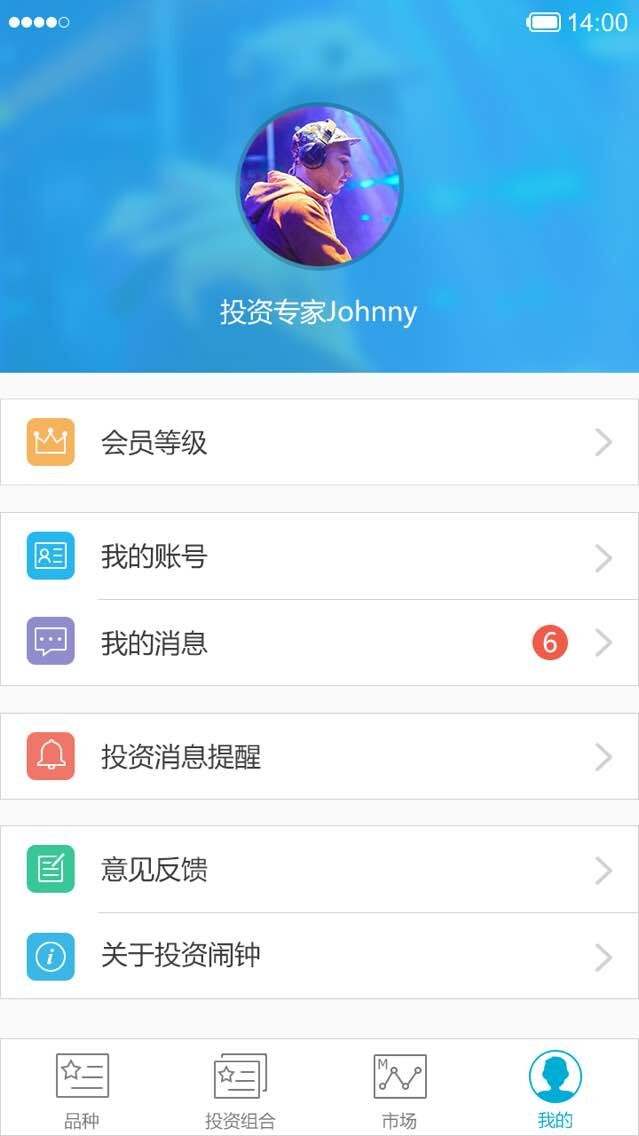 14:00
投资专家Johnny
会员等级
我的账号
我的消息
6
投资消息提醒
意见反馈
关于投资闹钟
品种
投资组合
M
市场
我的